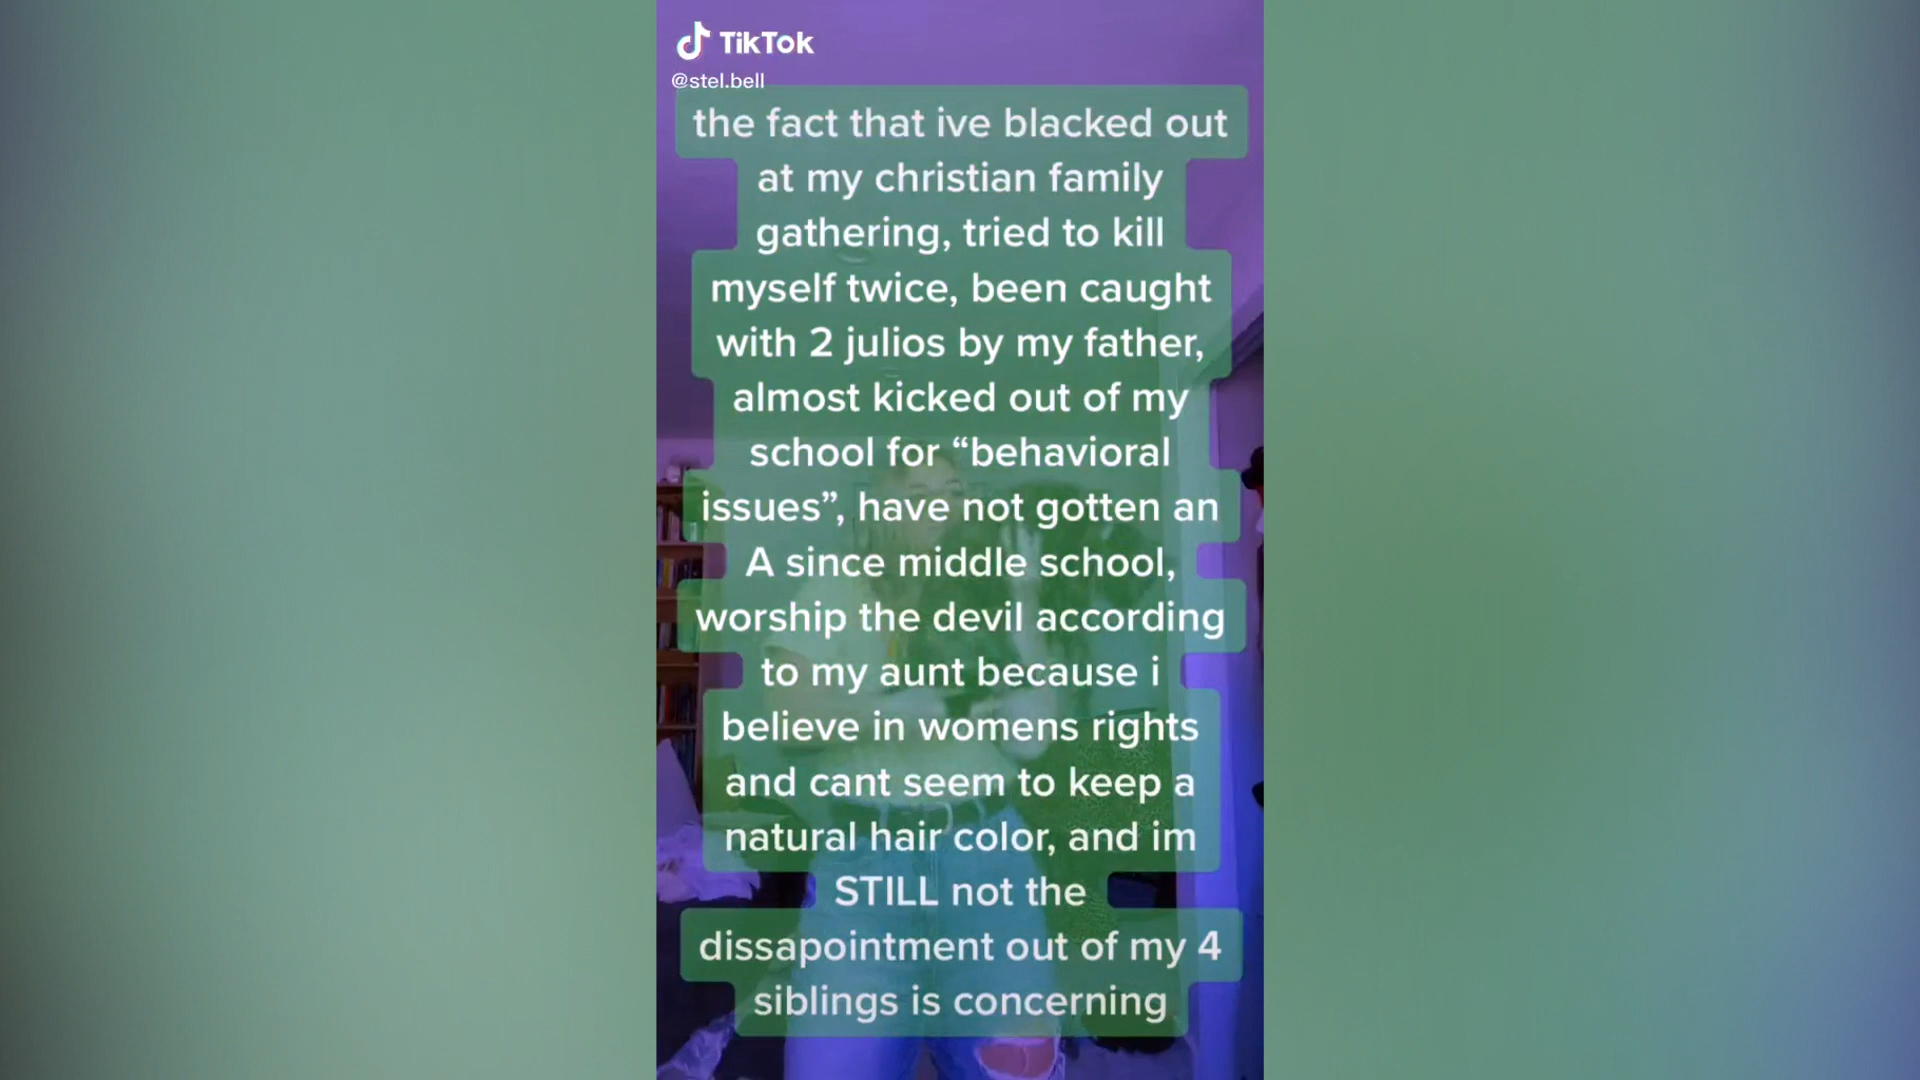 TikTok
@stel.bell
the fact that ive blacked out
at my christian family
gathering, tried to kill
myself twice, been caught
with 2 julios by my father,
almost kicked out of my
school for “behavioral
issues”, have not gotten an
A since middle school,
worship the devil according
to my aunt because i
believe in womens rights
and cant seem to keep a
natural hair color, and im
STILL not the
dissapointment out of my 4
siblings is concerning